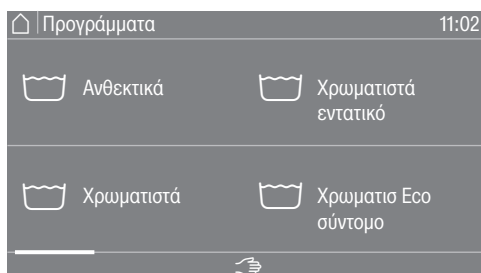 Προγράμματα 11:02
Ανθεκτικά
Χρωματιστά
εντατικό
Χρωματιστά
Χρωματισ Eco
σύντομο